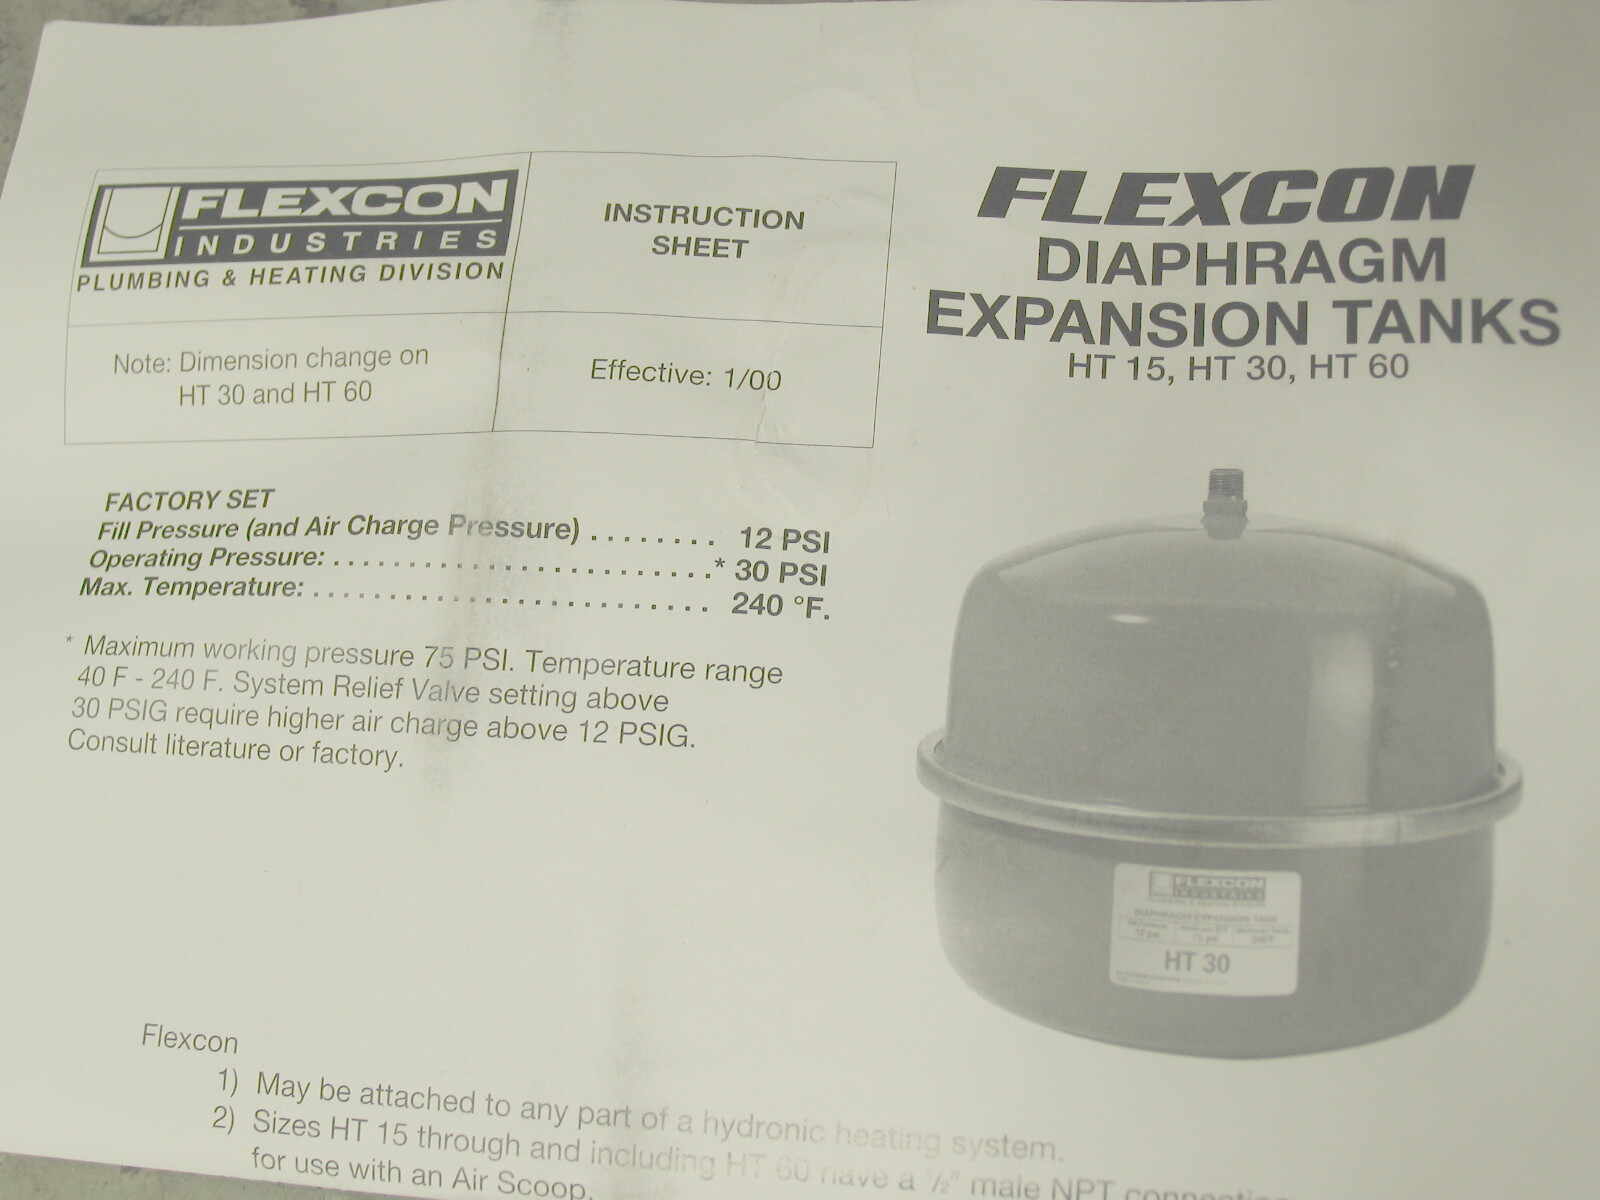 FLEXCON
INDUSTRIES
PLUMBING & HEATING DIVISION
INSTRUCTION
SHEET
Note: Dimension change on
HT 30 and HT 60
Effective: 1/00
FLEXCON
DIAPHRAGM
EXPANSION TANKS
HT 15, HT 30, HT 60
FACTORY SET
Fill Pressure (and Air Charge Pressure) ........ 12 PSI
Operating Pressure: ..........................* 30 PSI
Max. Temperature: ........................... 240 °F.
* Maximum working pressure 75 PSI. Temperature range
40 F - 240 F. System Relief Valve setting above
30 PSIG require higher air charge above 12 PSIG.
Consult literature or factory.
FLEXCON
INDUSTRIES
DIAPHRAGM EXPANSION TANK
HT 30
Flexcon
1) May be attached to any part of a hydronic heating system.
2) Sizes HT 15 through and including HT 60 have a ½" male NPT
for use with an Air Scoop.